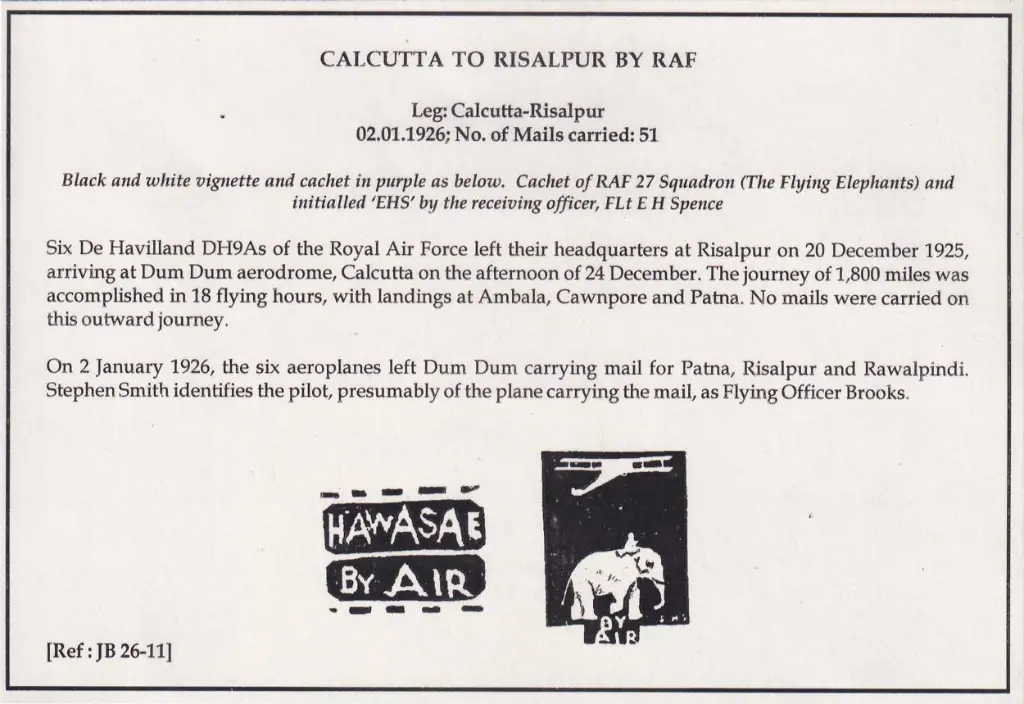 CALCUTTA TO RISALPUR BY RAF
Leg: Calcutta-Risalpur
02.01.1926; No. of Mails carried: 51
Black and white vignette and cachet in purple as below. Cachet of RAF 27 Squadron (The Flying Elephants) and
initialled 'EHS' by the receiving officer, FLt E H Spence
Six De Havilland DH9As of the Royal Air Force left their headquarters at Risalpur on 20 December 1925,
arriving at Dum Dum aerodrome, Calcutta on the afternoon of 24 December. The journey of 1,800 miles was
accomplished in 18 flying hours, with landings at Ambala, Cawnpore and Patna. No mails were carried on
this outward journey.
On 2 January 1926, the six aeroplanes left Dum Dum carrying mail for Patna, Risalpur and Rawalpindi.
Stephen Smith identifies the pilot, presumably of the plane carrying the mail, as Flying Officer Brooks.
HAWASAE
BY AIR
BY
AIR
[Ref : JB 26-11]